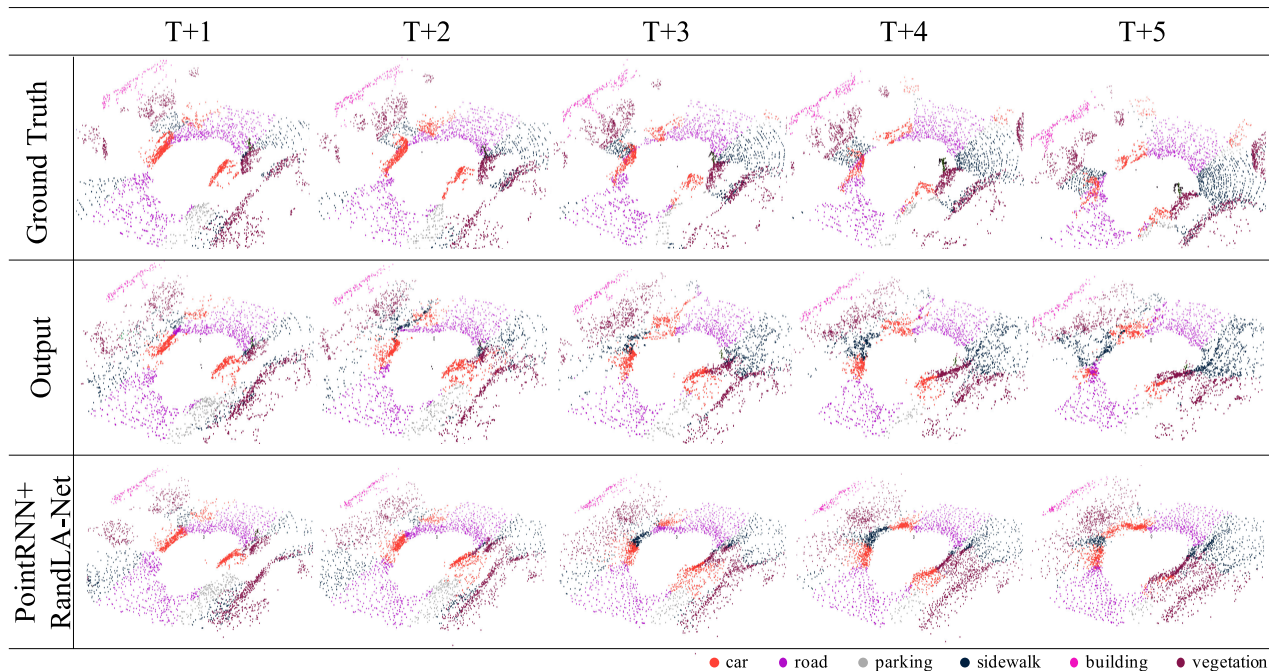 T+1 T+2 T+3 T+4 T+5
Ground Truth
Output
PointRNN+
RandLA-Net
car road parking sidewalk building vegetation